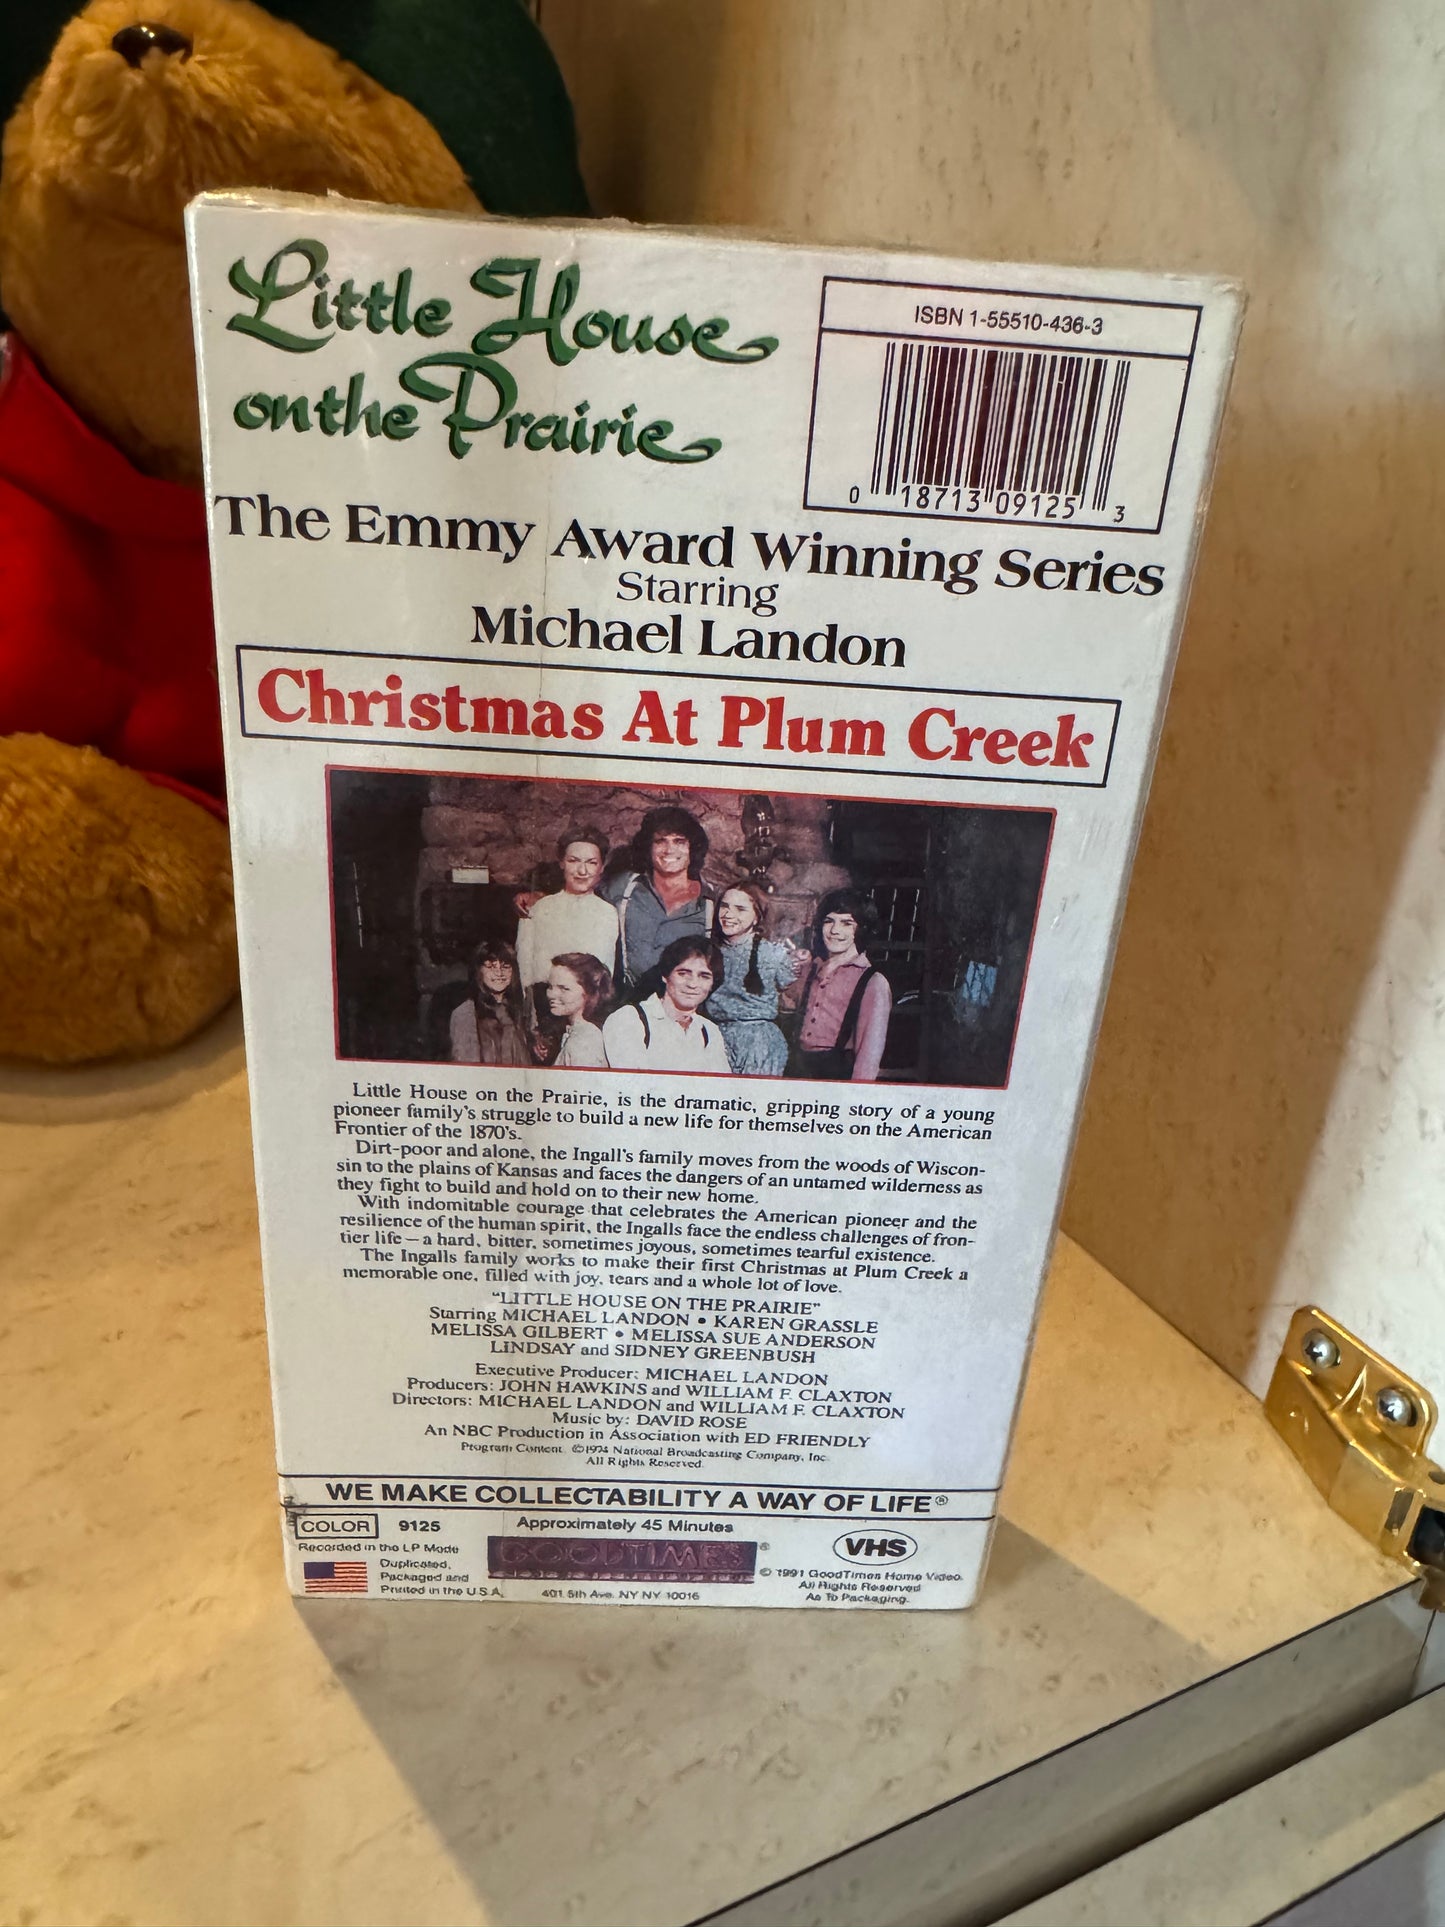 Little House
on the Prairie
ISBN 1-55510-436-3
0 18713 09125 3
The Emmy Award Winning Series
Starring
Michael Landon
Christmas At Plum Creek
Little House on the Prairie, is the dramatic, gripping story of a young
pioneer family's struggle to build a new life for themselves on the American
Frontier of the 1870's.
Dirt-poor and alone, the Ingall's family moves from the woods of Wiscon-
sin to the plains of Kansas and faces the dangers of an untamed wilderness as
they fight to build and hold on to their new home.
With indomitable courage that celebrates the American pioneer and the
resilience of the human spirit, the Ingalls face the endless challenges of fron-
tier life—a hard, bitter, sometimes joyous, sometimes tearful existence.
The Ingalls family works to make their first Christmas at Plum Creek a
memorable one, filled with joy, tears and a whole lot of love.
"LITTLE HOUSE ON THE PRAIRIE"
Starring MICHAEL LANDON • KAREN GRASSLE
MELISSA GILBERT • MELISSA SUE ANDERSON
LINDSAY and SIDNEY GREENBUSH
Executive Producer: MICHAEL LANDON
Producers: JOHN HAWKINS and WILLIAM F. CLAXTON
Directors: MICHAEL LANDON and WILLIAM F. CLAXTON
Music by: DAVID ROSE
An NBC Production in Association with ED FRIENDLY
Program Content ©1974 National Broadcasting Company, Inc.
All Rights Reserved.
WE MAKE COLLECTABILITY A WAY OF LIFE®
COLOR 9125
Recorded in the LP Mode
Duplicated,
Packaged and
Printed in the U.S.A.
Approximately 45 Minutes
GOODTIMES®
401 5th Ave. NY NY 10016
VHS
© 1991 GoodTimes Home Video.
All Rights Reserved
As To Packaging.